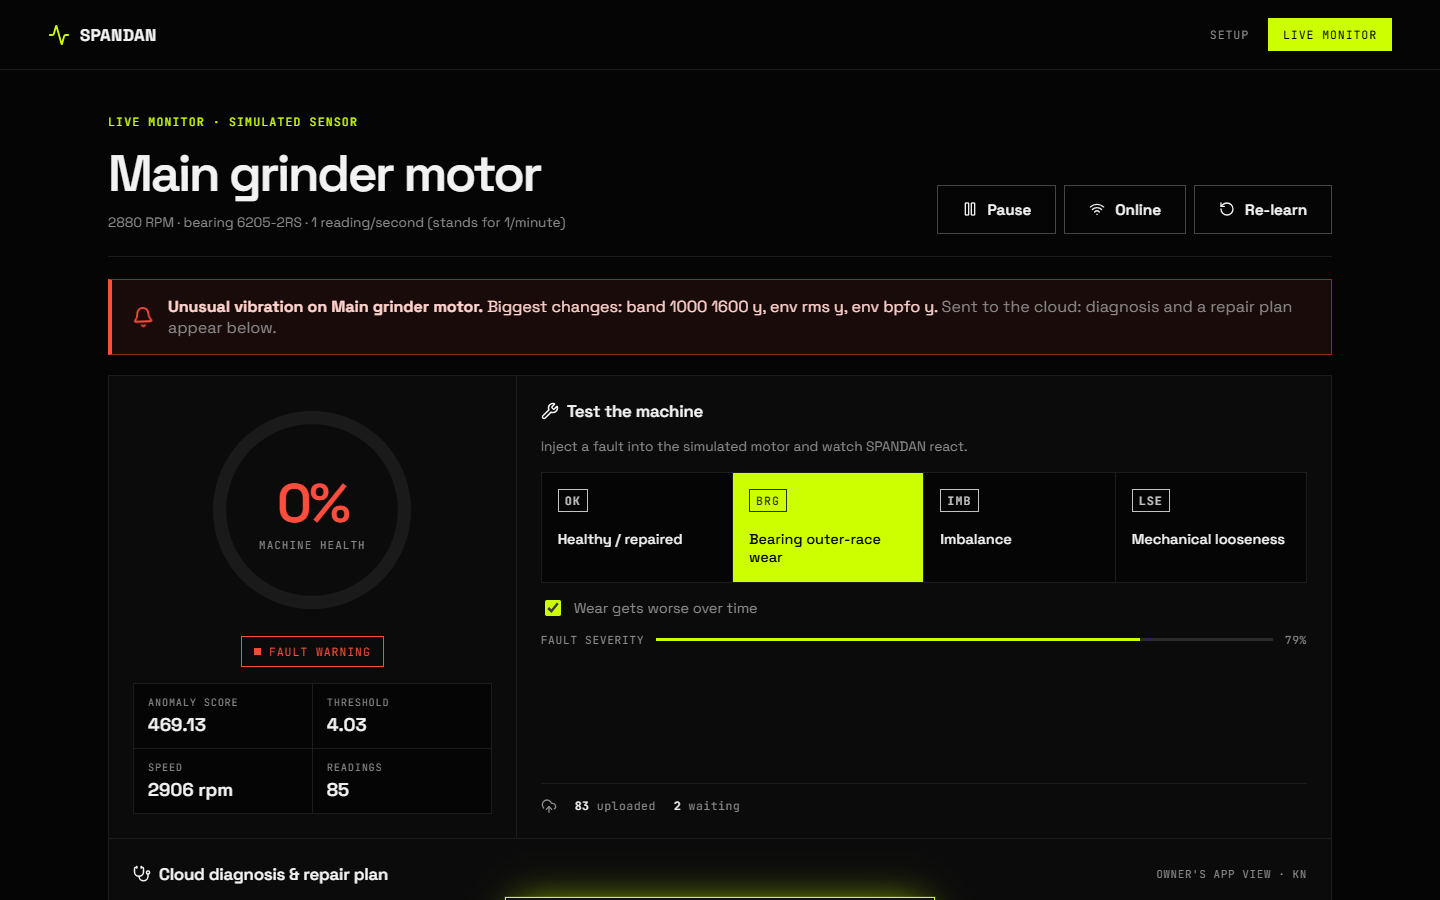 SPANDAN
SETUP
LIVE MONITOR
LIVE MONITOR · SIMULATED SENSOR
Main grinder motor
2880 RPM · bearing 6205-2RS · 1 reading/second (stands for 1/minute)
Pause
Online
Re-learn
Unusual vibration on Main grinder motor. Biggest changes: band 1000 1600 y, env rms y, env bpfo y. Sent to the cloud: diagnosis and a repair plan
appear below.
0%
MACHINE HEALTH
FAULT WARNING
ANOMALY SCORE
469.13
THRESHOLD
4.03
SPEED
2906 rpm
READINGS
85
Test the machine
Inject a fault into the simulated motor and watch SPANDAN react.
OK
Healthy / repaired
BRG
Bearing outer-race
wear
IMB
Imbalance
LSE
Mechanical looseness
Wear gets worse over time
FAULT SEVERITY
79%
83 uploaded
2 waiting
Cloud diagnosis & repair plan
OWNER'S APP VIEW · KN